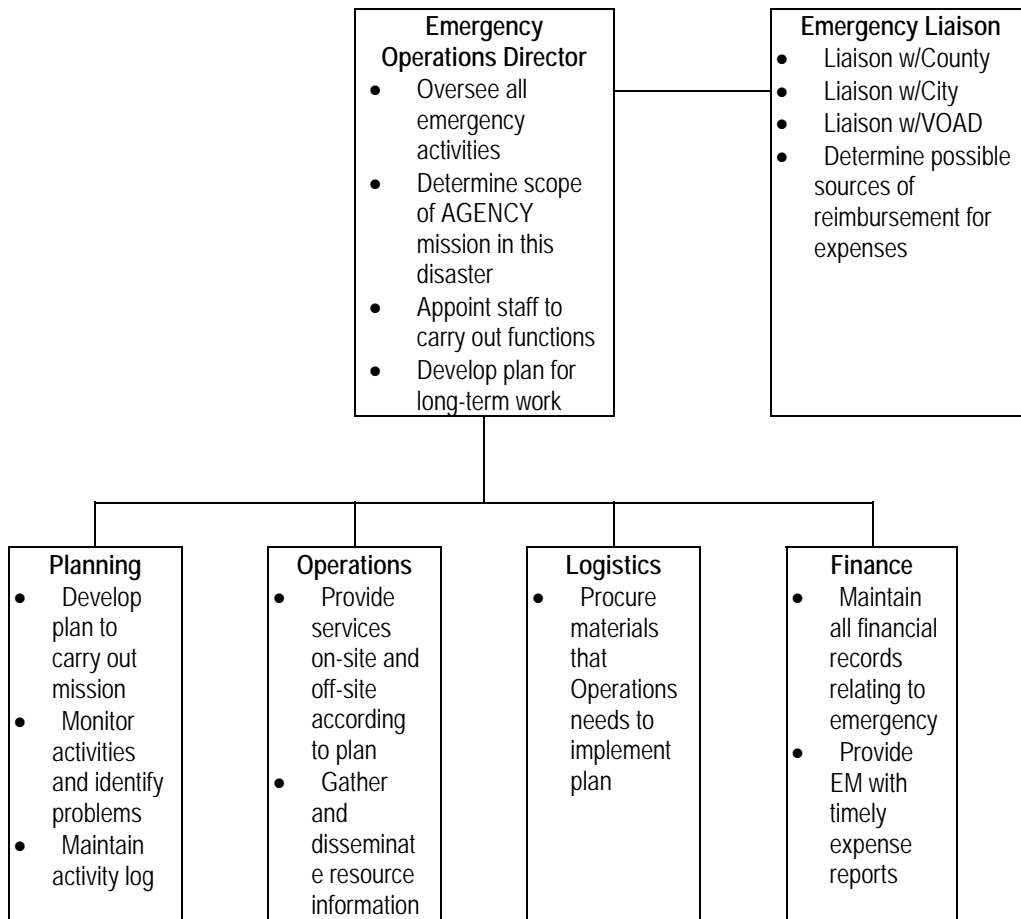 Emergency
Operations Director
• Oversee all
emergency
activities
• Determine scope
of AGENCY
mission in this
disaster
• Appoint staff to
carry out functions
• Develop plan for
long-term work
Emergency Liaison
• Liaison w/County
• Liaison w/City
• Liaison w/VOAD
• Determine possible
sources of
reimbursement for
expenses
Planning
• Develop
plan to
carry out
mission
• Monitor
activities
and identify
problems
• Maintain
activity log
Operations
• Provide
services
on-site and
off-site
according
to plan
• Gather
and
disseminat
e resource
information
Logistics
• Procure
materials
that
Operations
needs to
implement
plan
Finance
• Maintain
all financial
records
relating to
emergency
• Provide
EM with
timely
expense
reports